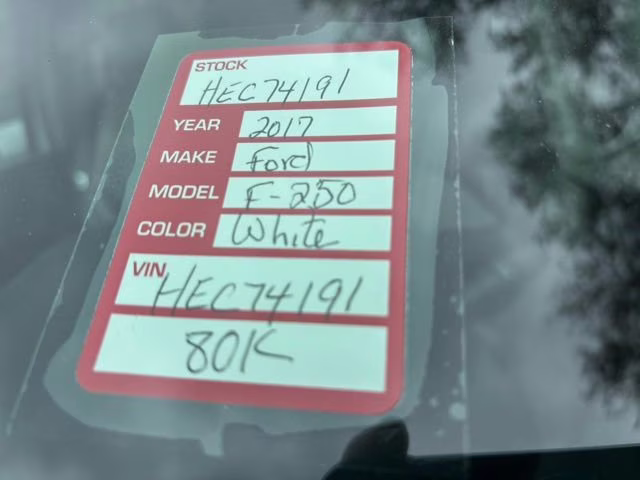 STOCK
HEC74191
YEAR 2017
MAKE Ford
MODEL F-250
COLOR White
VIN
HEC74191
80K